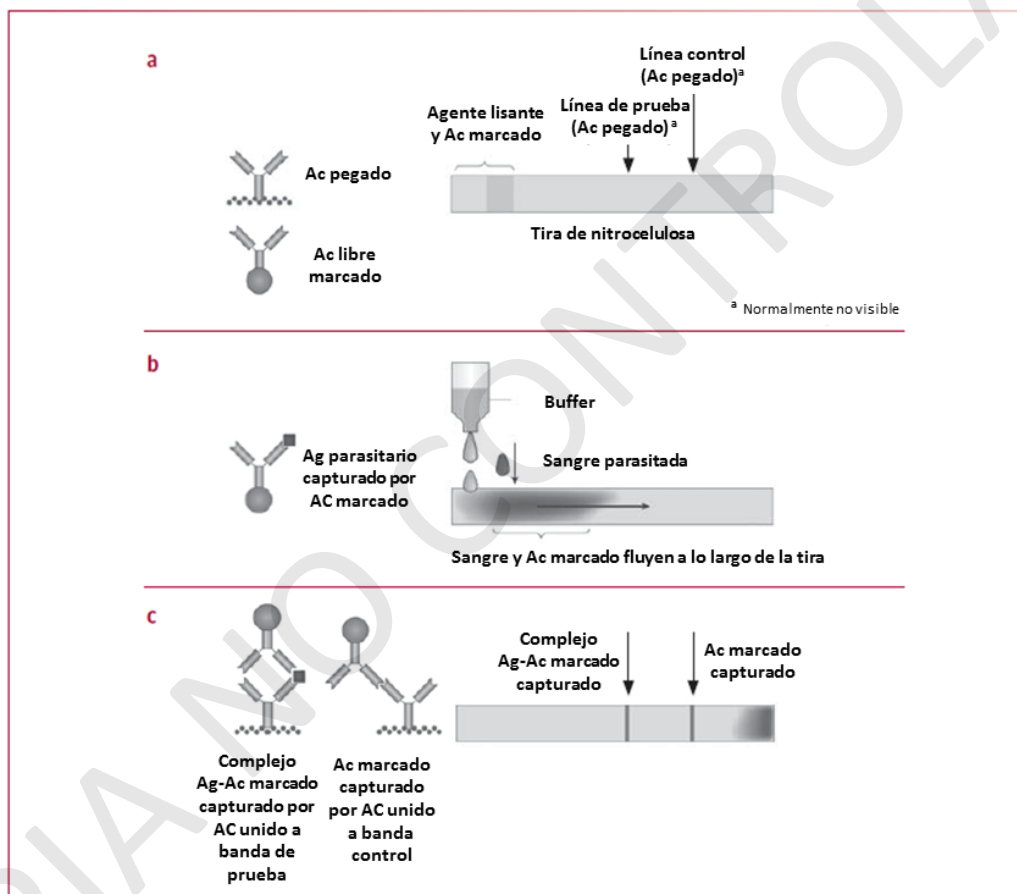 a
Línea control
(Ac pegado)ª
Agente lisante
y Ac marcado
Línea de prueba
(Ac pegado) ª
Ac pegado
Ac libre
marcado
Tira de nitrocelulosa
ª Normalmente no visible
b
Buffer
Ag parasitario
capturado por
AC marcado
Sangre parasitada
Sangre y Ac marcado fluyen a lo largo de la tira
c
Complejo
Ag-Ac marcado
capturado
Ac marcado
capturado
Complejo
Ag-Ac marcado
capturado por
AC unido a
banda de
prueba
Ac marcado
capturado
por AC unido
a banda
control
NO